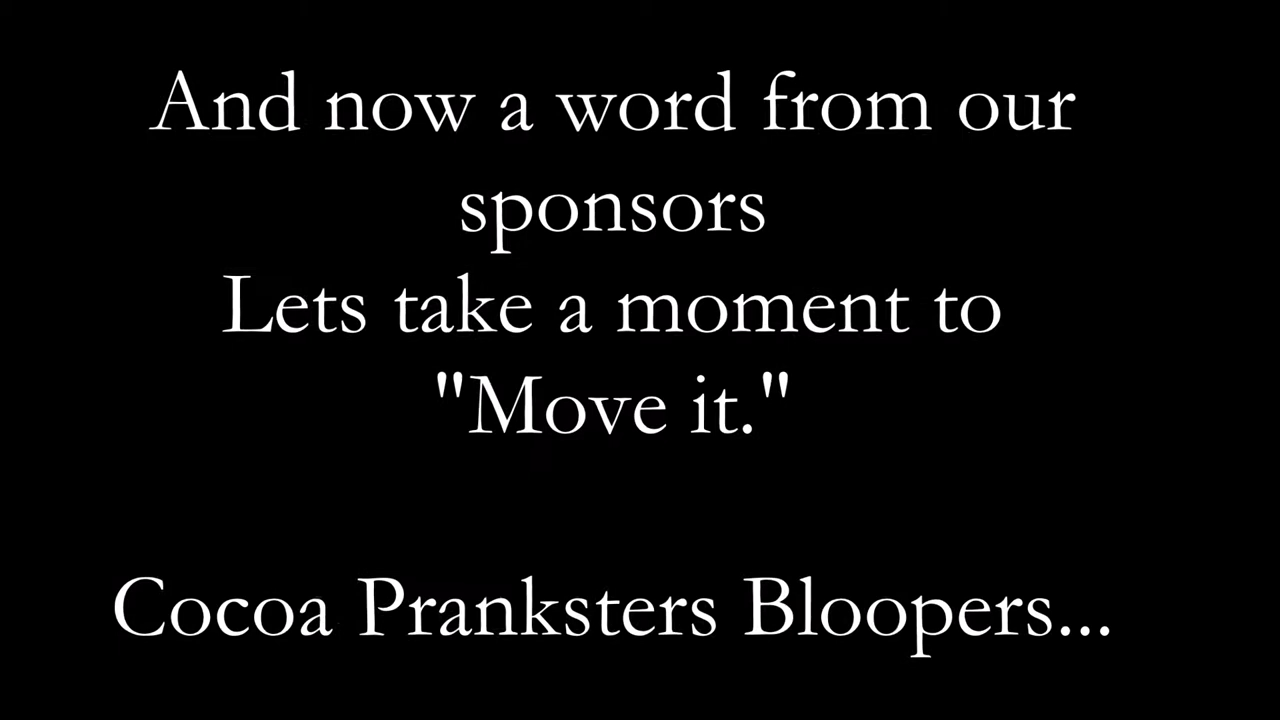 And now a word from our
sponsors
Lets take a moment to
"Move it."
Cocoa Pranksters Bloopers...